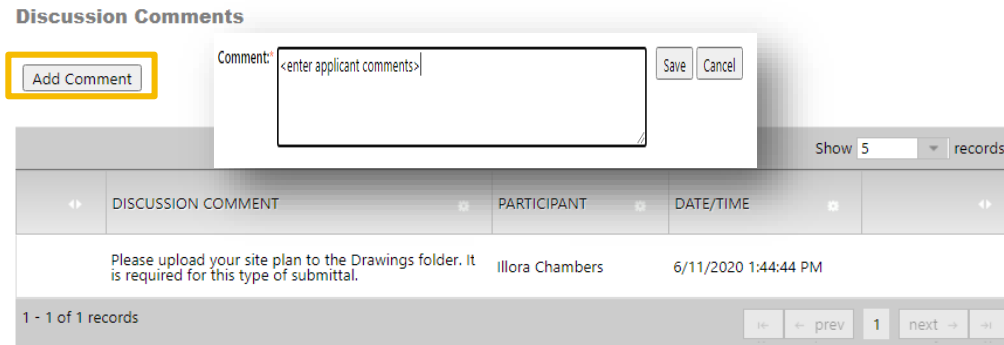 Discussion Comments
Add Comment
Comment:* <enter applicant comments> Save Cancel
Show 5 records
DISCUSSION COMMENT PARTICIPANT DATE/TIME
Please upload your site plan to the Drawings folder. It
is required for this type of submittal.
Illora Chambers 6/11/2020 1:44:44 PM
1 - 1 of 1 records
← prev 1 next →